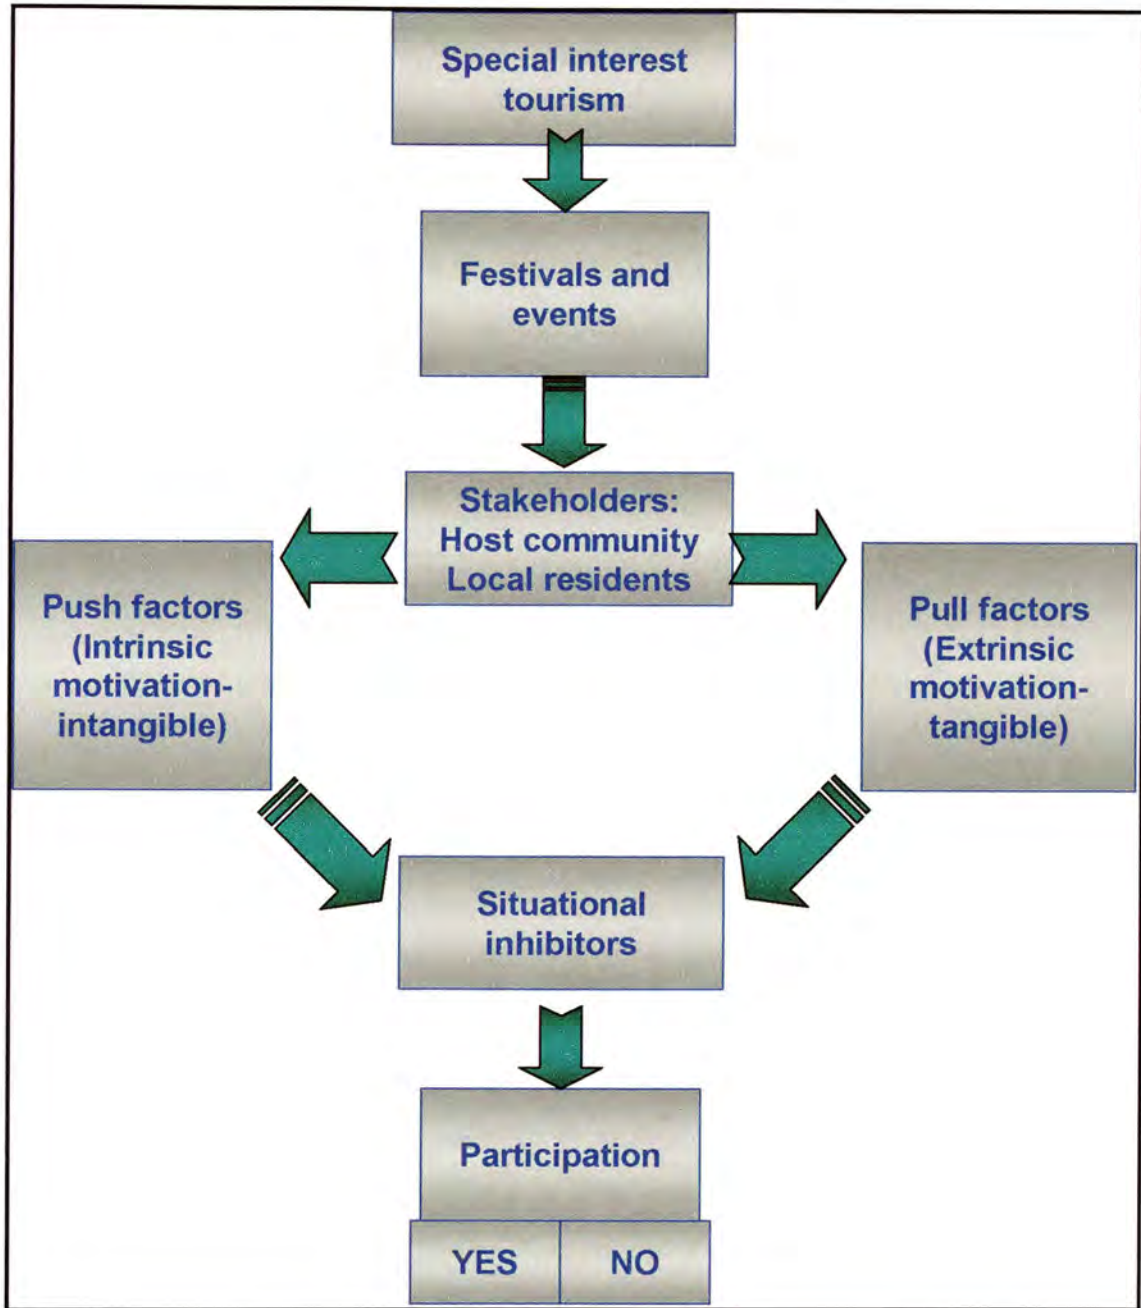 Special interest
tourism
Festivals and
events
Stakeholders:
Host community
Local residents
Push factors
(Intrinsic
motivation-
intangible)
Pull factors
(Extrinsic
motivation-
tangible)
Situational
inhibitors
Participation
YES
NO